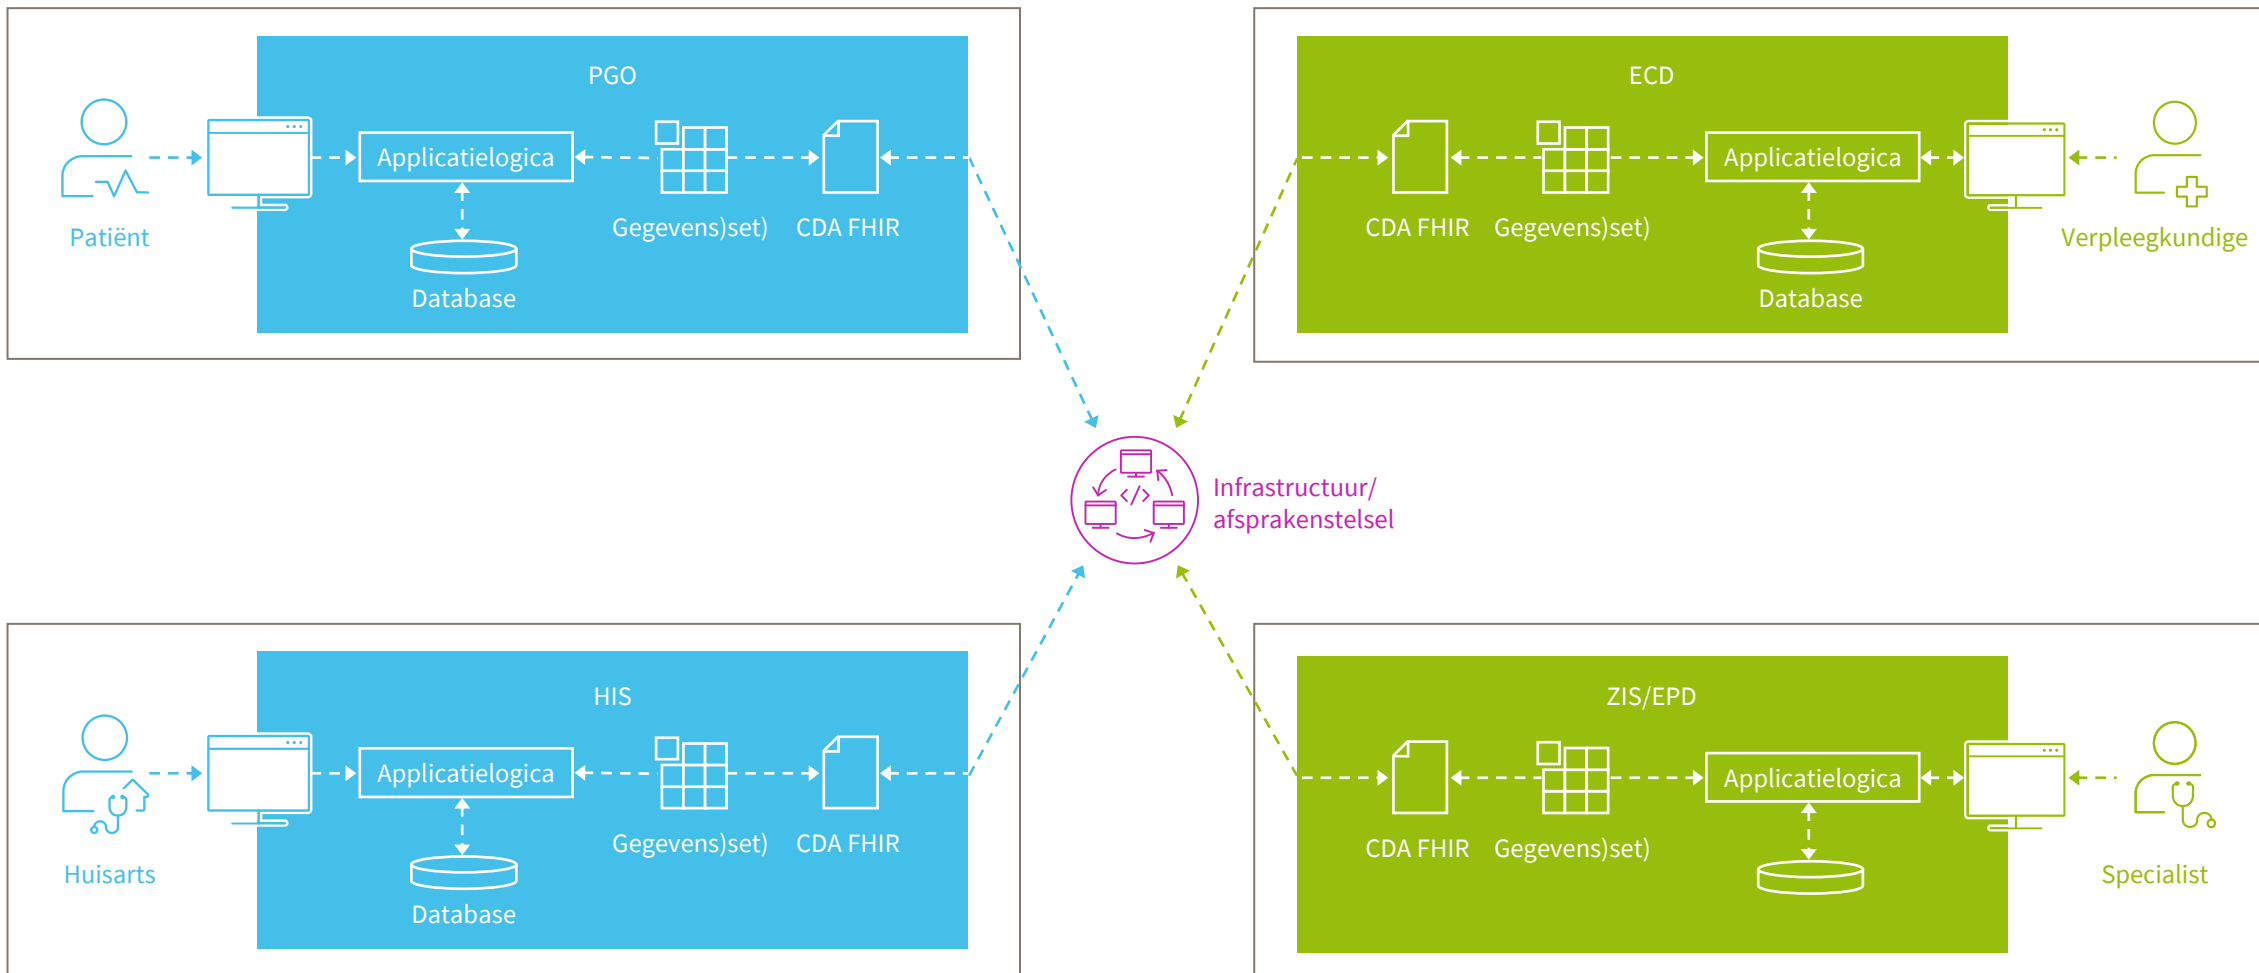 PGO
Applicatielogica
Gegevens)set)
CDA FHIR
Patiënt
Database
ECD
Applicatielogica
CDA FHIR
Gegevens)set)
Verpleegkundige
Database
Infrastructuur/
afsprakenstelsel
HIS
Applicatielogica
Gegevens)set)
CDA FHIR
Huisarts
Database
ZIS/EPD
Applicatielogica
CDA FHIR
Gegevens)set)
Specialist